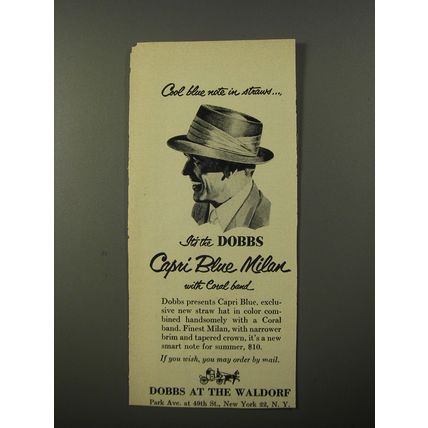 Cool blue note in straws...,
It's the DOBBS
Capri Blue Milan
with Coral band
Dobbs presents Capri Blue, exclu-
sive new straw hat in color com-
bined handsomely with a Coral
band. Finest Milan, with narrower
brim and tapered crown, it's a new
smart note for summer, $10.
If you wish, you may order by mail.
DOBBS AT THE WALDORF
Park Ave. at 49th St., New York 22, N. Y.